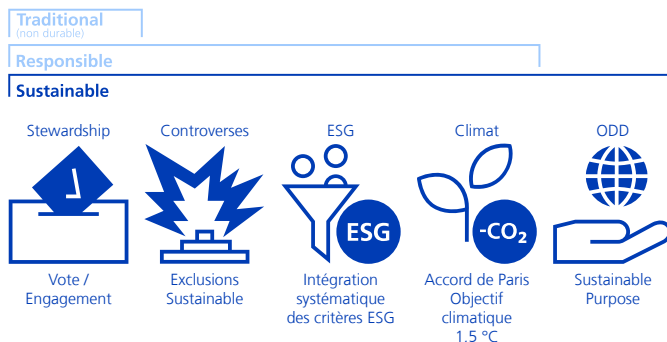 Traditional
(non durable)
Responsible
Sustainable
Stewardship
Controverses
ESG
Climat
ODD
ESG
-CO₂
Vote /
Engagement
Exclusions
Sustainable
Intégration
systématique
des critères ESG
Accord de Paris
Objectif
climatique
1.5 °C
Sustainable
Purpose